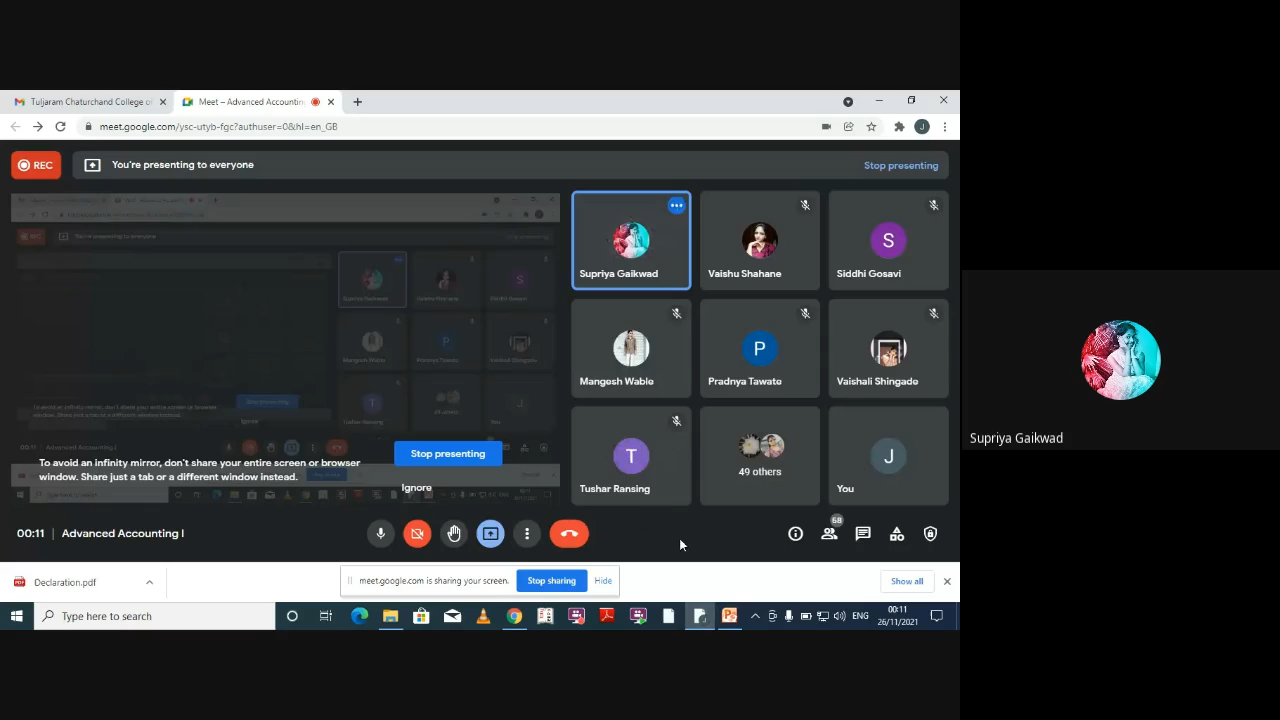 Tuljaram Chaturchand College of
Meet – Advanced Accounting
meet.google.com/ysc-utyb-fgc?authuser=0&hl=en_GB
J
REC
You're presenting to everyone
Stop presenting
Supriya Gaikwad
Vaishu Shahane
S
Siddhi Gosavi
Mangesh Wable
P
Pradnya Tawate
Vaishali Shingade
T
Tushar Ransing
49 others
J
You
To avoid an infinity mirror, don't share your entire screen or browser
window. Share just a tab or a different window instead.
Stop presenting
Ignore
00:11 | Advanced Accounting I
68
Declaration.pdf
meet.google.com is sharing your screen.
Stop sharing
Hide
Show all
Type here to search
ENG
00:11
26/11/2021
Supriya Gaikwad